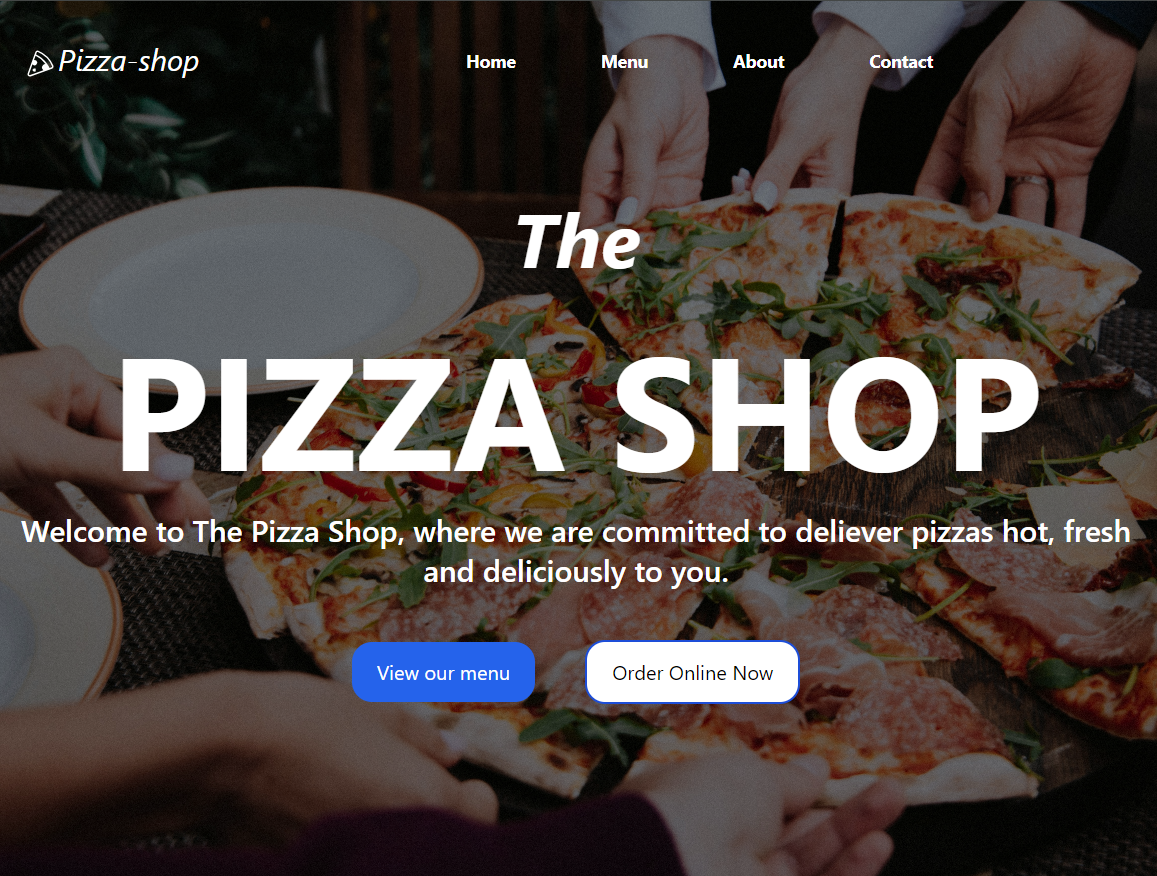 Pizza-shop
Home Menu About Contact
The
PIZZA SHOP
Welcome to The Pizza Shop, where we are committed to deliever pizzas hot, fresh
and deliciously to you.
View our menu Order Online Now